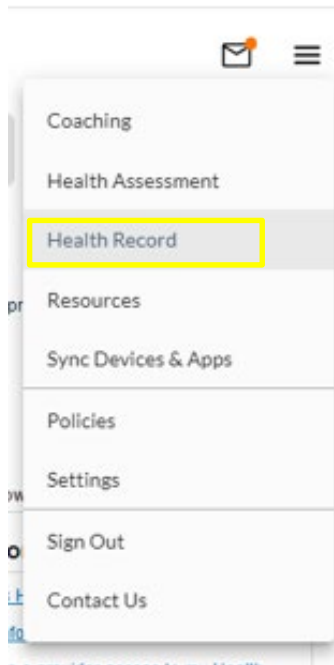 Coaching
Health Assessment
Health Record
Resources
Sync Devices & Apps
Policies
Settings
Sign Out
Contact Us